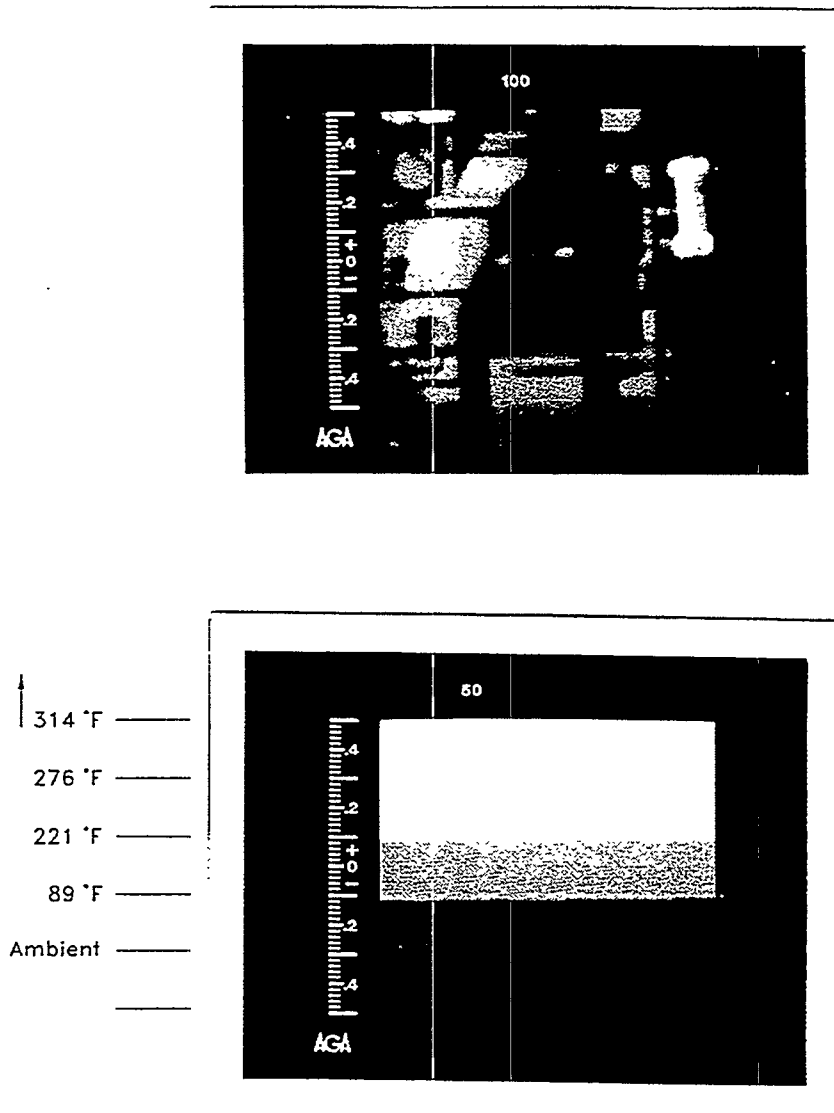 100
.4
.2
+
0
−
.2
.4
AGA
50
314 °F
.4
276 °F
.2
221 °F
+
0
89 °F
−
Ambient
.2
.4
AGA